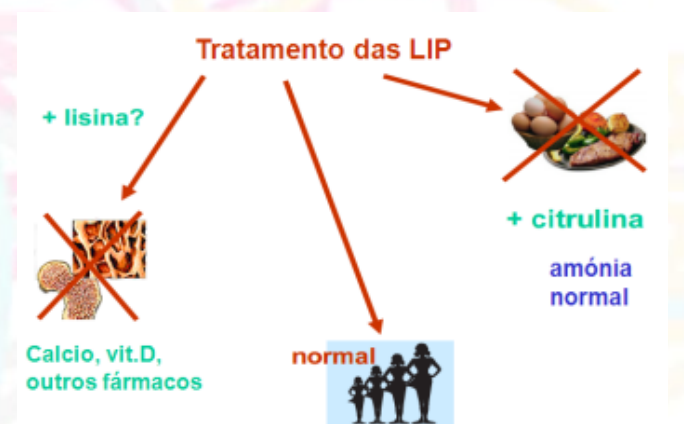 Tratamento das LIP
+ lisina?
+ citrulina
amónia
normal
Calcio, vit.D,
outros fármacos
normal